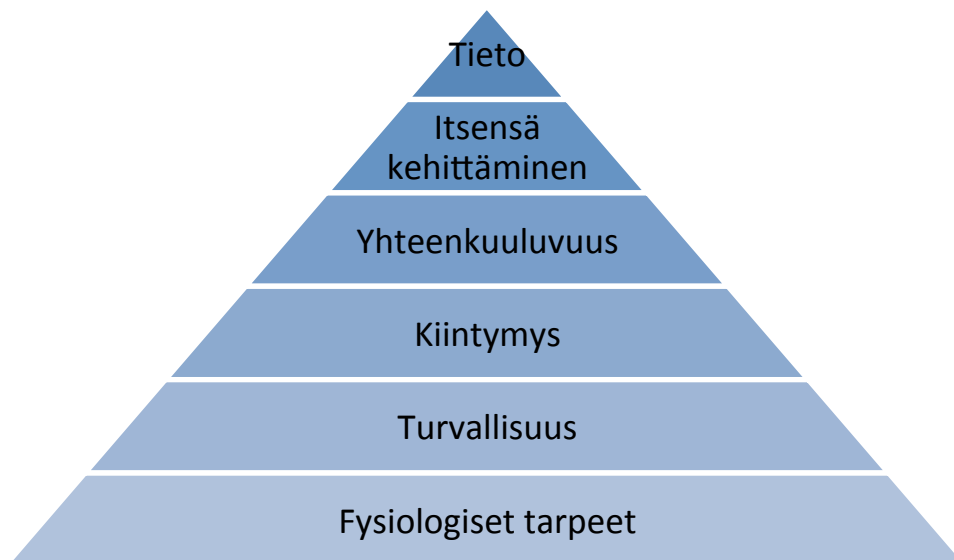 Tieto
Itsensä
kehittäminen
Yhteenkuuluvuus
Kiintymys
Turvallisuus
Fysiologiset tarpeet